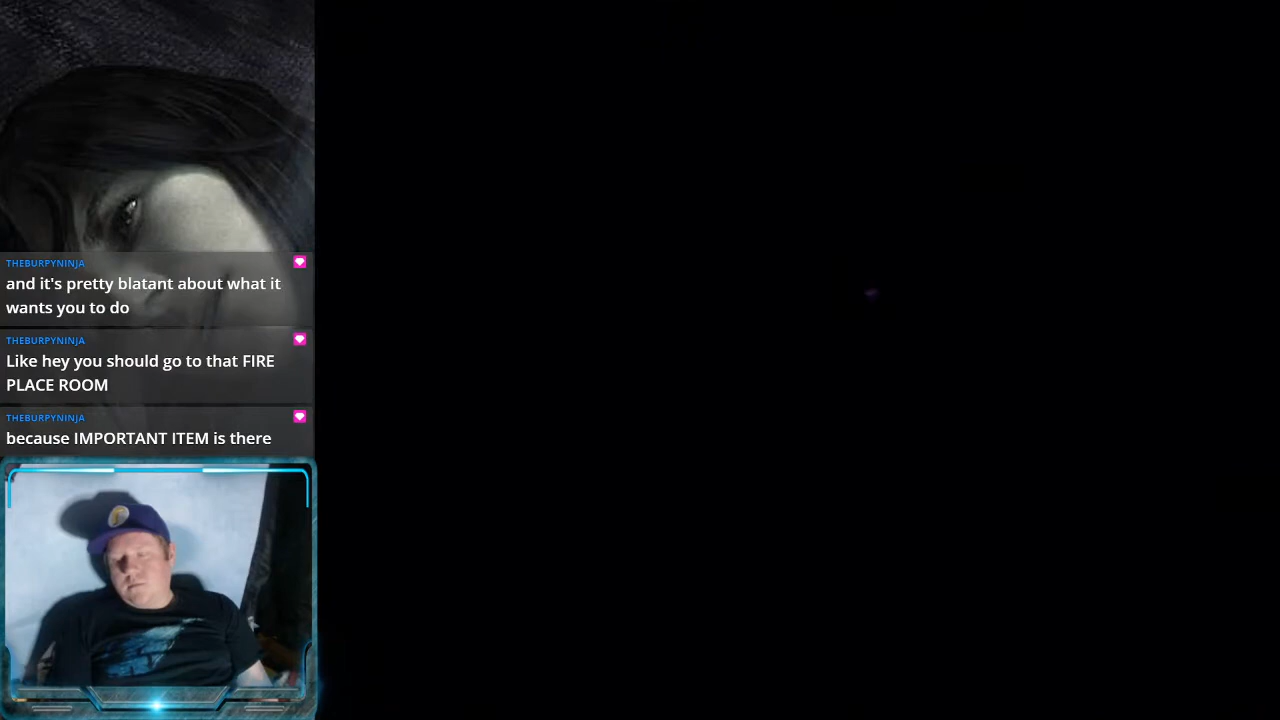 THEBURPYNINJA
and it's pretty blatant about what it
wants you to do
THEBURPYNINJA
Like hey you should go to that FIRE
PLACE ROOM
THEBURPYNINJA
because IMPORTANT ITEM is there